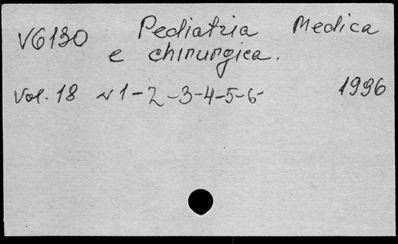 V6130 Pediatria Medica
e chirurgica.
Vol. 18 N 1-2-3-4-5-6- 1996